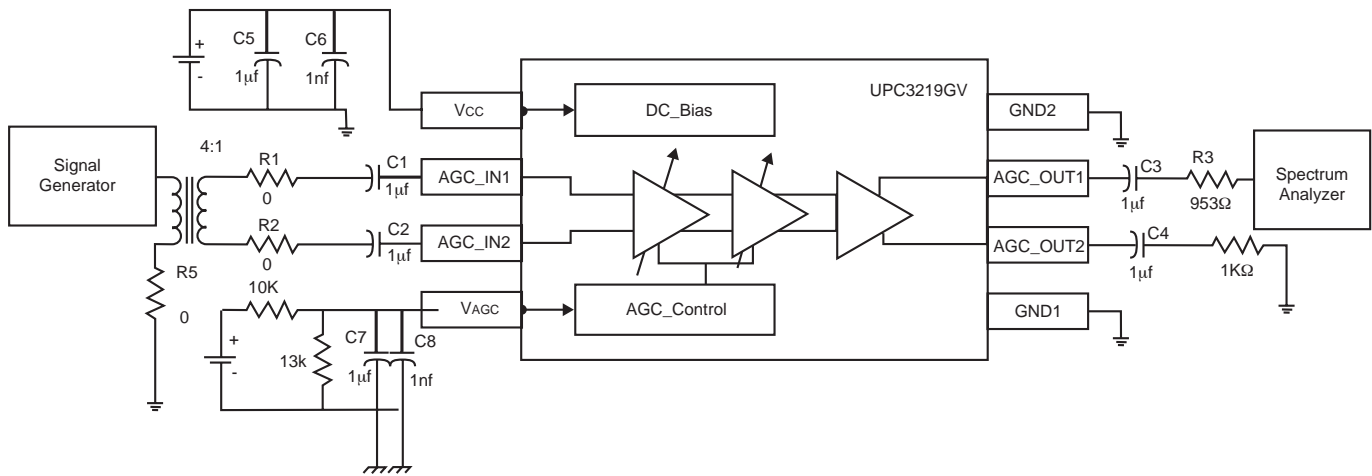 +
-
C5
1µf
C6
1nf
UPC3219GV
VCC
DC_Bias
GND2
Signal
Generator
4:1
R1
0
C1
1µf
AGC_IN1
AGC_OUT1
C3
1µf
R3
953Ω
Spectrum
Analyzer
R2
0
C2
1µf
AGC_IN2
AGC_OUT2
C4
1µf
1KΩ
R5
0
10K
VAGC
AGC_Control
GND1
+
-
13k
C7
1µf
C8
1nf